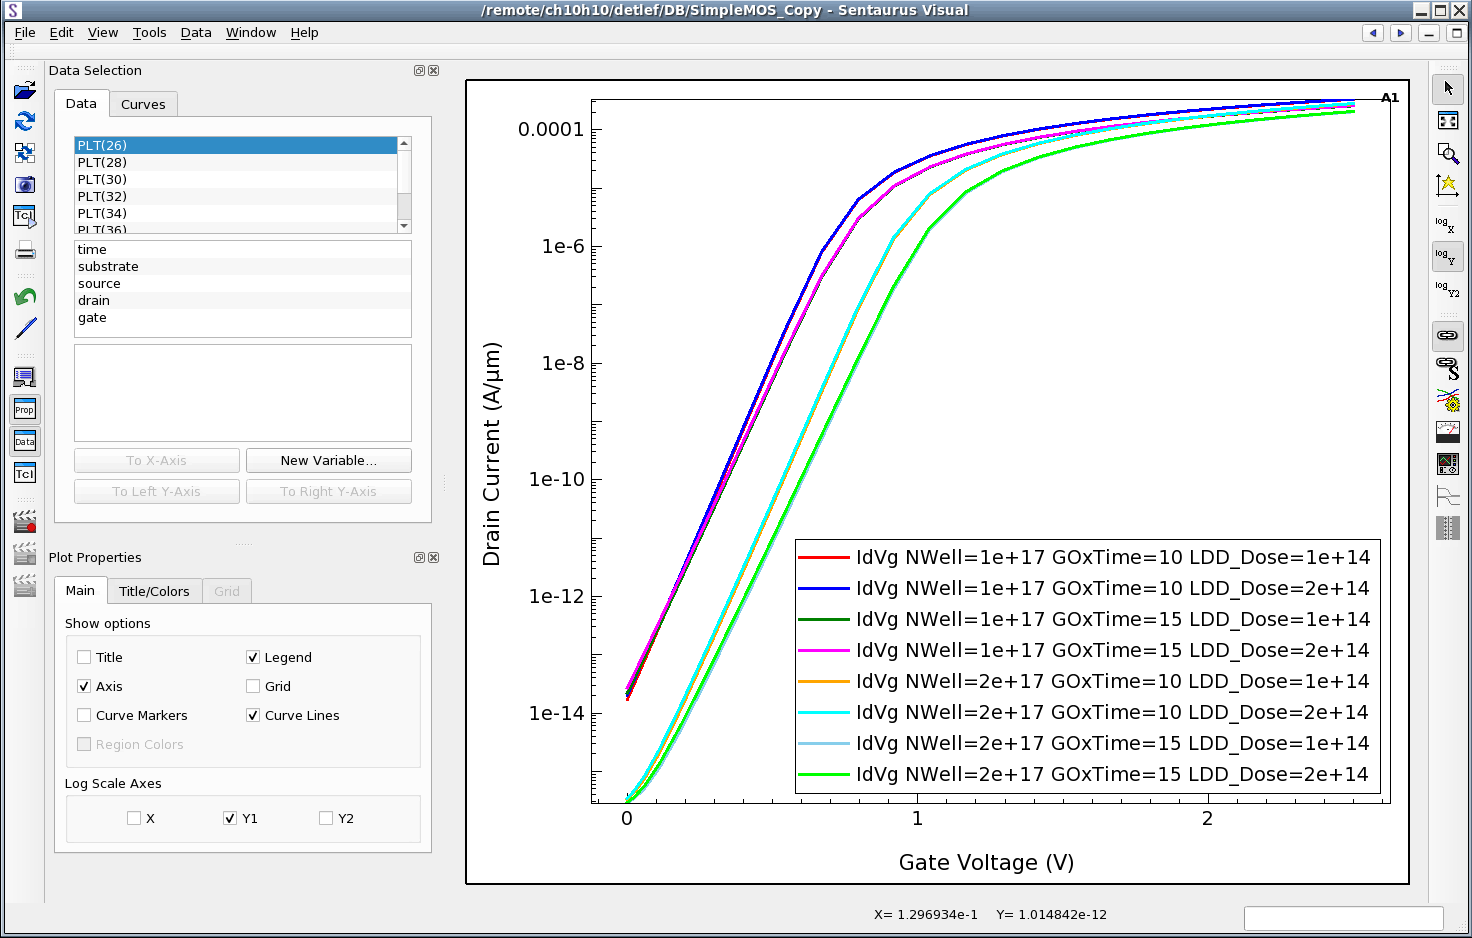 /remote/ch10h10/detlef/DB/SimpleMOS_Copy - Sentaurus Visual
File Edit View Tools Data Window Help
Data Selection
Data Curves
PLT(26)
PLT(28)
PLT(30)
PLT(32)
PLT(34)
PLT(36)
time
substrate
source
drain
gate
To X-Axis New Variable...
To Left Y-Axis To Right Y-Axis
Plot Properties
Main Title/Colors Grid
Show options
Title Legend
Axis Grid
Curve Markers Curve Lines
Region Colors
Log Scale Axes
X Y1 Y2
Tcl
Prop
Data
Tcl
A1
0.0001
1e-6
1e-8
1e-10
1e-12
1e-14
Drain Current (A/μm)
IdVg NWell=1e+17 GOxTime=10 LDD_Dose=1e+14
IdVg NWell=1e+17 GOxTime=10 LDD_Dose=2e+14
IdVg NWell=1e+17 GOxTime=15 LDD_Dose=1e+14
IdVg NWell=1e+17 GOxTime=15 LDD_Dose=2e+14
IdVg NWell=2e+17 GOxTime=10 LDD_Dose=1e+14
IdVg NWell=2e+17 GOxTime=10 LDD_Dose=2e+14
IdVg NWell=2e+17 GOxTime=15 LDD_Dose=1e+14
IdVg NWell=2e+17 GOxTime=15 LDD_Dose=2e+14
0 1 2
Gate Voltage (V)
log X
log Y
log Y2
S
X= 1.296934e-1 Y= 1.014842e-12